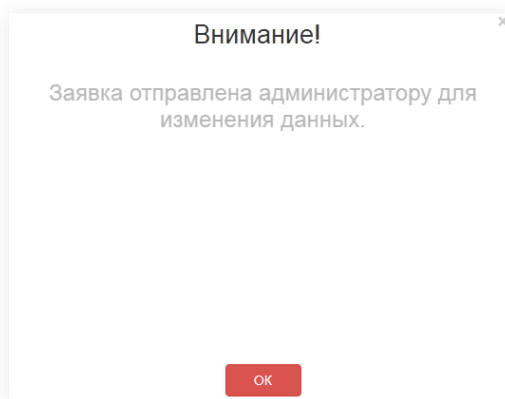 ×
Внимание!
Заявка отправлена администратору для
изменения данных.
ОК